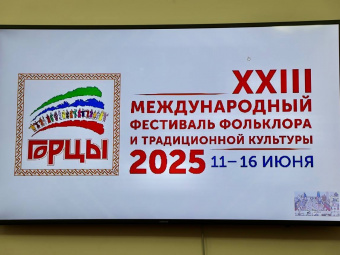 ГОРЦЫ
XXIII
МЕЖДУНАРОДНЫЙ
ФЕСТИВАЛЬ ФОЛЬКЛОРА
И ТРАДИЦИОННОЙ КУЛЬТУРЫ
2025 11–16 ИЮНЯ